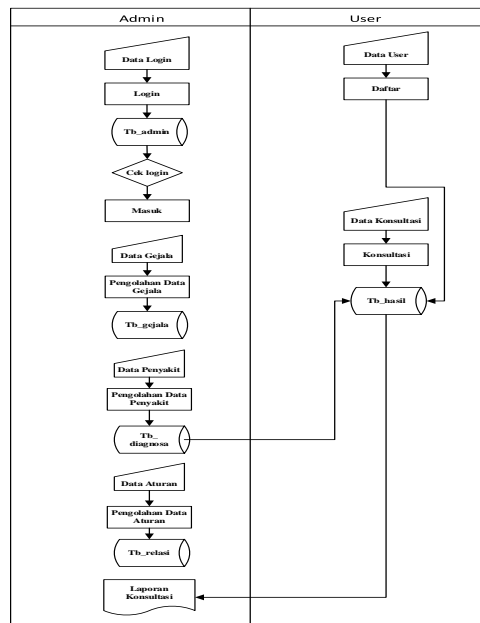 Admin
User
Data Login
Login
Tb_admin
Cek login
Masuk
Data Gejala
Pengolahan Data
Gejala
Tb_gejala
Data Penyakit
Pengolahan Data
Penyakit
Tb_
diagnosa
Data Aturan
Pengolahan Data
Aturan
Tb_relasi
Laporan
Konsultasi
Data User
Daftar
Data Konsultasi
Konsultasi
Tb_hasil